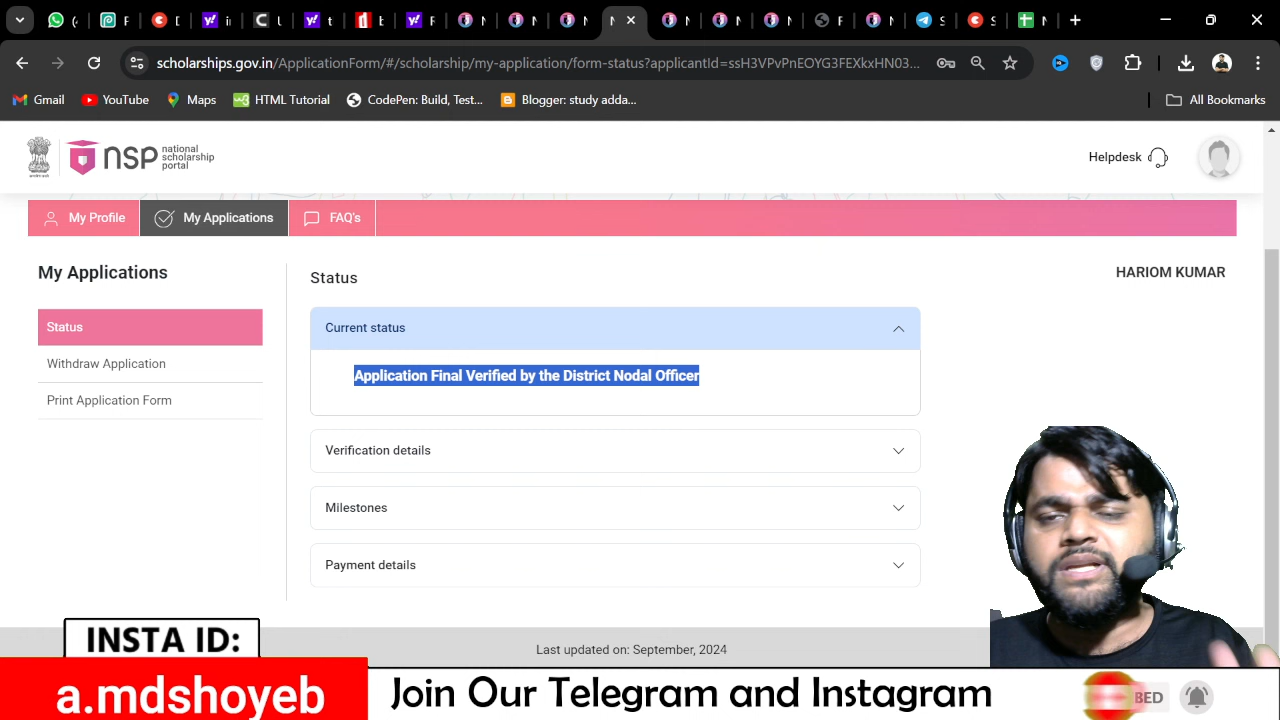 scholarships.gov.in/ApplicationForm/#/scholarship/my-application/form-status?applicantId=ssH3VPvPnEOYG3FEXkxHN03...
Gmail
YouTube
Maps
HTML Tutorial
CodePen: Build, Test...
Blogger: study adda...
All Bookmarks
nsp national scholarship portal
Helpdesk
My Profile
My Applications
FAQ's
My Applications
Status
Withdraw Application
Print Application Form
Status
HARIOM KUMAR
Current status
Application Final Verified by the District Nodal Officer
Verification details
Milestones
Payment details
Last updated on: September, 2024
INSTA ID:
a.mdshoyeb
Join Our Telegram and Instagram
BED